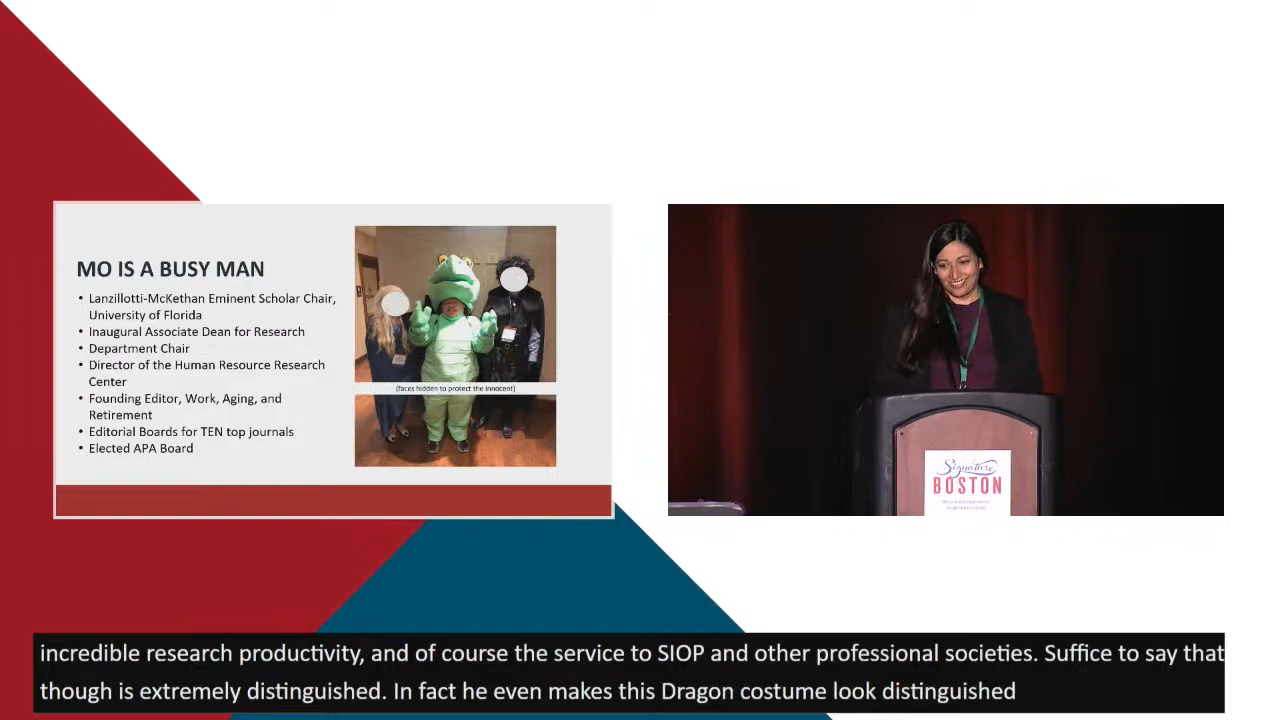 MO IS A BUSY MAN
• Lanzillotti-McKethan Eminent Scholar Chair,
University of Florida
• Inaugural Associate Dean for Research
• Department Chair
• Director of the Human Resource Research
Center
• Founding Editor, Work, Aging, and
Retirement
• Editorial Boards for TEN top journals
• Elected APA Board
(faces hidden to protect the innocent)
Signature
BOSTON
incredible research productivity, and of course the service to SIOP and other professional societies. Suffice to say that
though is extremely distinguished. In fact he even makes this Dragon costume look distinguished